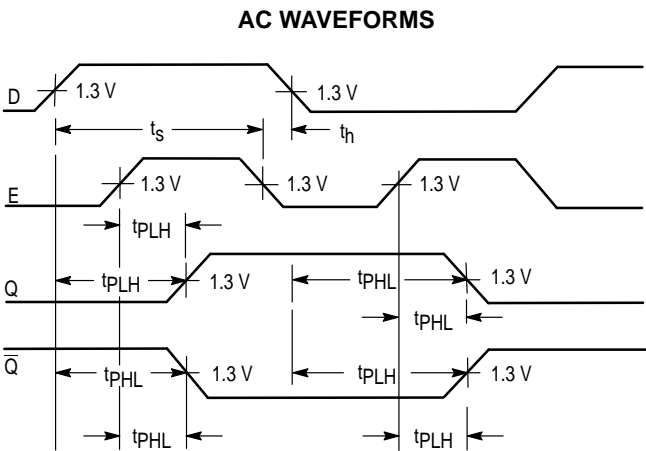 AC WAVEFORMS
D
1.3 V
1.3 V
ts
th
E
1.3 V
1.3 V
1.3 V
tPLH
Q
tPLH
1.3 V
tPHL
1.3 V
tPHL
Q̅
tPHL
1.3 V
tPLH
1.3 V
tPHL
tPLH